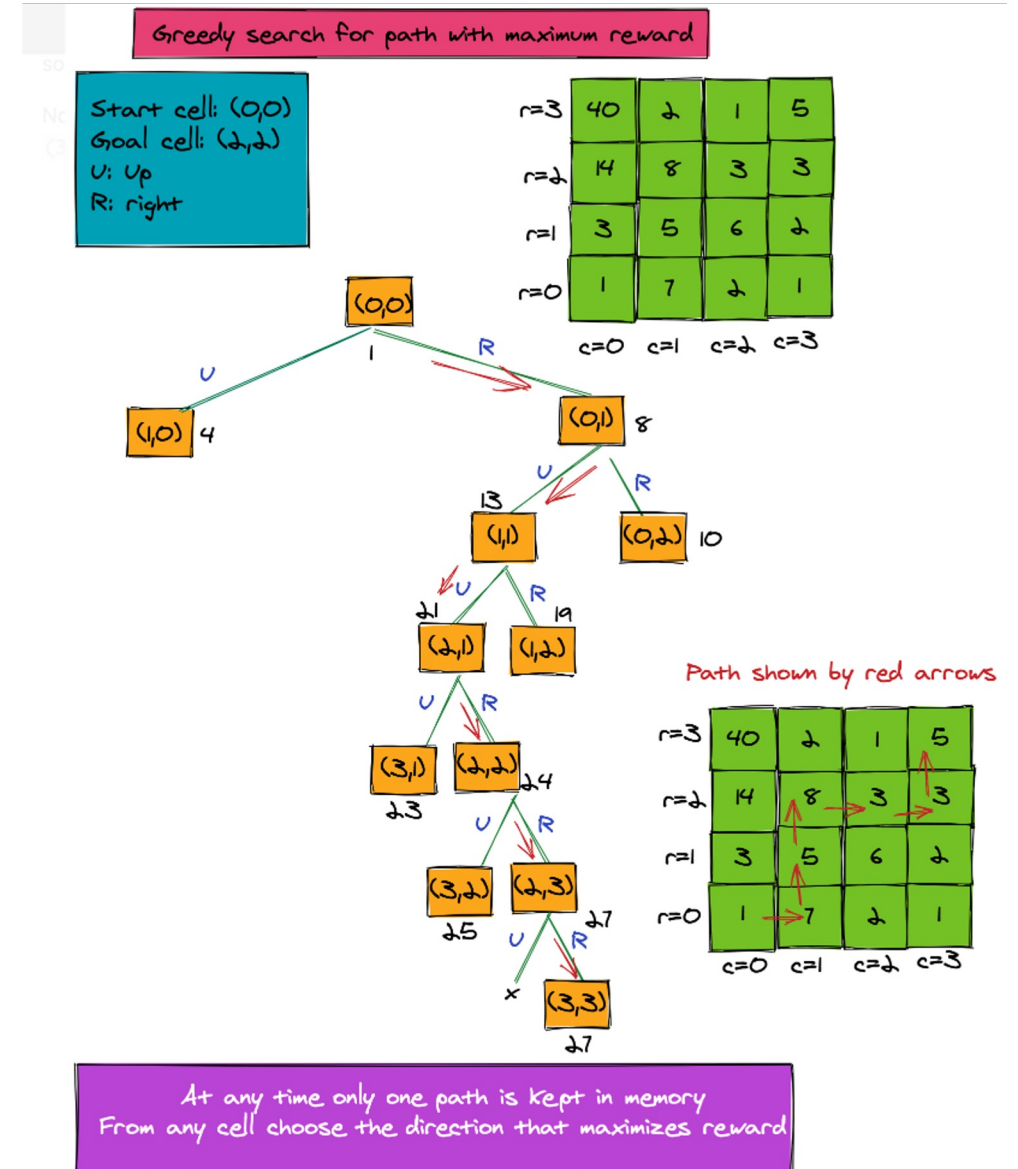 Greedy search for path with maximum reward
Start cell: (0,0)
Goal cell: (2,2)
U: Up
R: right
r=3 40 2 1 5
r=2 14 8 3 3
r=1 3 5 6 2
r=0 1 7 2 1
c=0 c=1 c=2 c=3
(0,0)
1
U R
(1,0) 4 (0,1) 8
U R
13
(1,1) (0,2) 10
U R
21 19
(2,1) (1,2)
U R
(3,1) (2,2) 24
23
U R
(3,2) (2,3)
25 27
U R
x (3,3)
27
Path shown by red arrows
r=3 40 2 1 5
r=2 14 8 3 3
r=1 3 5 6 2
r=0 1 7 2 1
c=0 c=1 c=2 c=3
At any time only one path is kept in memory
From any cell choose the direction that maximizes reward